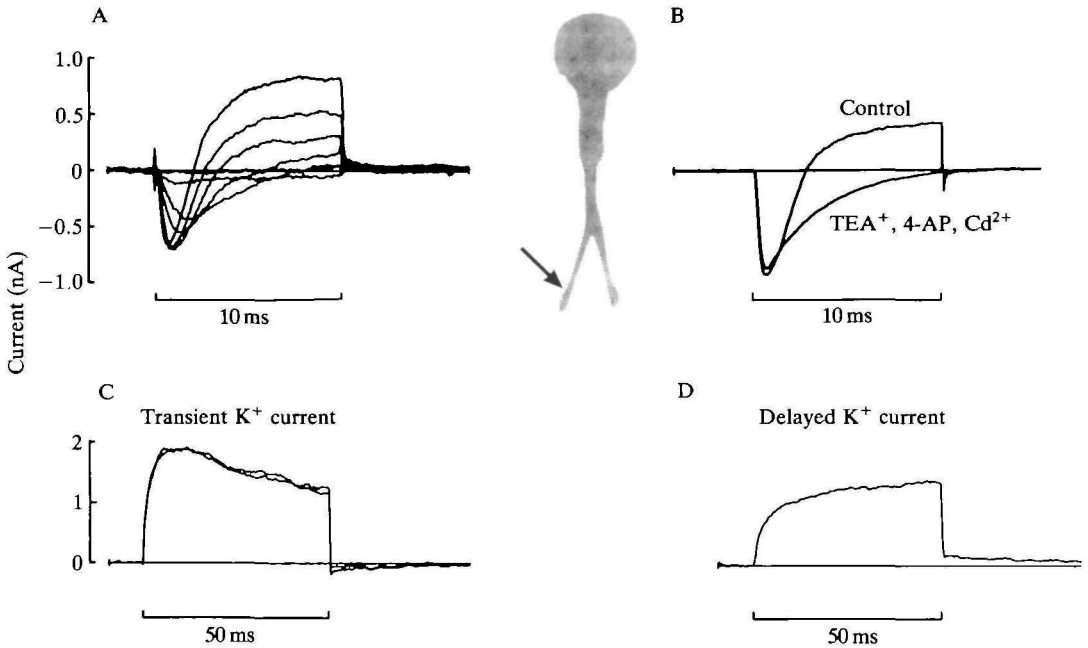 A
B
1.0
0.5
0
−0.5
−1.0
Current (nA)
10 ms
Control
TEA⁺, 4-AP, Cd²⁺
10 ms
C
Transient K⁺ current
2
1
0
50 ms
D
Delayed K⁺ current
50 ms